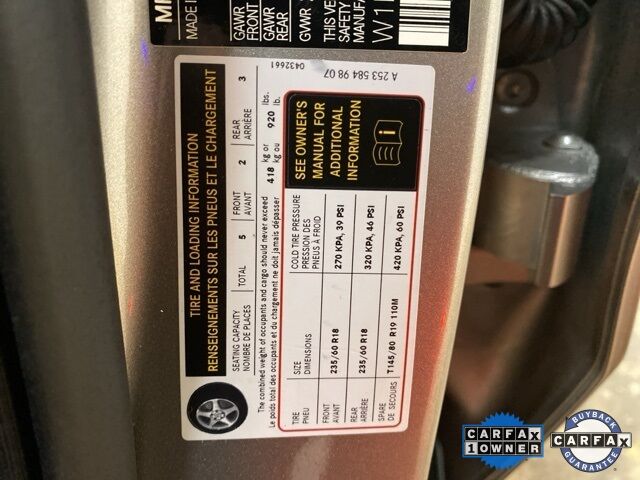 MADE IN
GAWR
FRONT
GAWR
REAR
GVWR
THIS VE
SAFETY
MANUFA
W1
TIRE AND LOADING INFORMATION
RENSEIGNEMENTS SUR LES PNEUS ET LE CHARGEMENT
SEATING CAPACITY TOTAL 5 FRONT 2 REAR 3
NOMBRE DE PLACES AVANT ARRIÈRE
The combined weight of occupants and cargo should never exceed 418 kg or 920 lbs.
Le poids total des occupants et du chargement ne doit jamais dépasser kg ou lb.
TIRE SIZE COLD TIRE PRESSURE
PNEU DIMENSIONS PRESSION DES
PNEUS À FROID
FRONT 235/60 R18 270 KPA, 39 PSI
AVANT
REAR 235/60 R18 320 KPA, 46 PSI
ARRIÈRE
SPARE T145/80 R19 110M 420 KPA, 60 PSI
DE SECOURS
SEE OWNER'S
MANUAL FOR
ADDITIONAL
INFORMATION
0432661
A 253 584 98 07
CARFAX
1 OWNER
BUYBACK
CARFAX
GUARANTEE